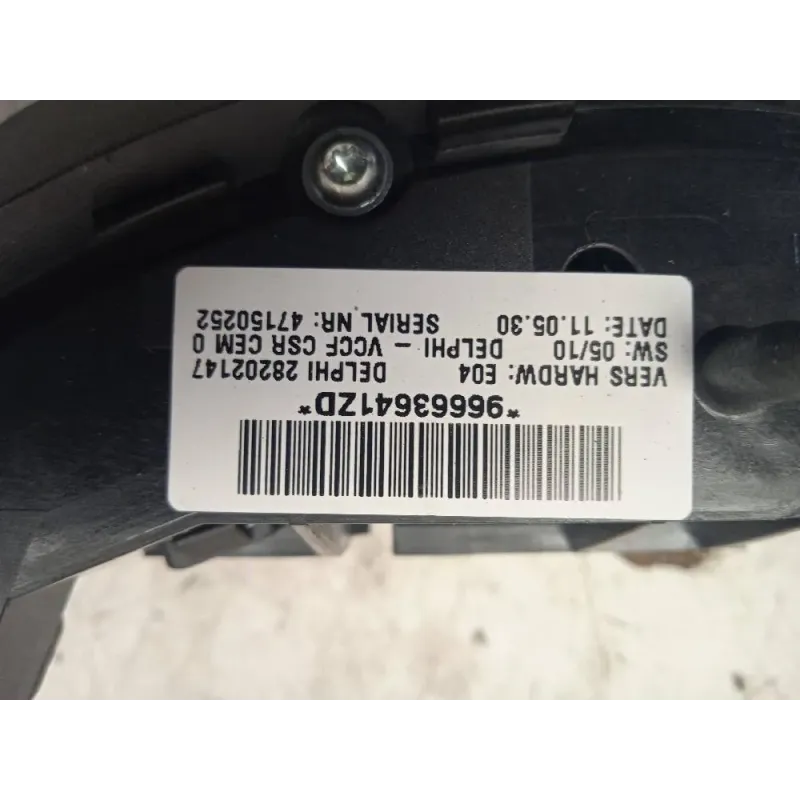 *96663641ZD*
VERS HARDW: E04 DELPHI 28202147
SW: 05/10 DELPHI - VCCF CSR CEM 0
DATE: 11.05.30 SERIAL NR: 47150252